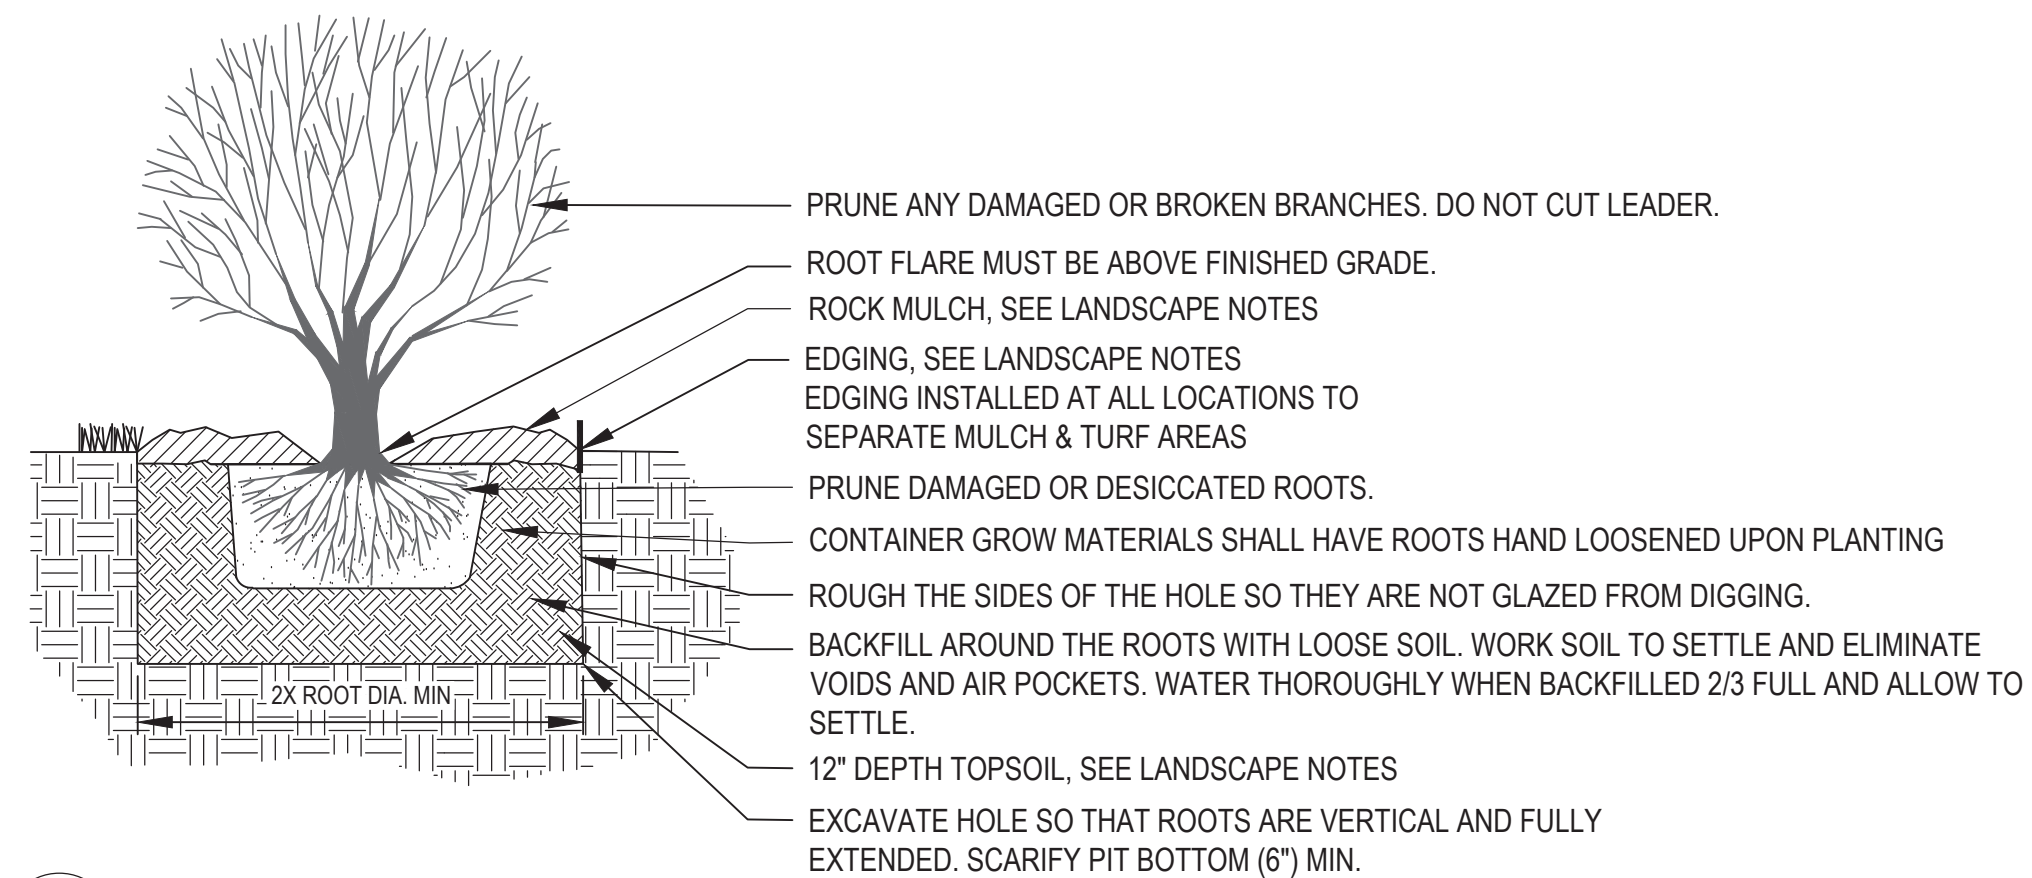 PRUNE ANY DAMAGED OR BROKEN BRANCHES. DO NOT CUT LEADER.
ROOT FLARE MUST BE ABOVE FINISHED GRADE.
ROCK MULCH, SEE LANDSCAPE NOTES
EDGING, SEE LANDSCAPE NOTES
EDGING INSTALLED AT ALL LOCATIONS TO
SEPARATE MULCH & TURF AREAS
PRUNE DAMAGED OR DESICCATED ROOTS.
CONTAINER GROW MATERIALS SHALL HAVE ROOTS HAND LOOSENED UPON PLANTING
ROUGH THE SIDES OF THE HOLE SO THEY ARE NOT GLAZED FROM DIGGING.
BACKFILL AROUND THE ROOTS WITH LOOSE SOIL. WORK SOIL TO SETTLE AND ELIMINATE
VOIDS AND AIR POCKETS. WATER THOROUGHLY WHEN BACKFILLED 2/3 FULL AND ALLOW TO
SETTLE.
2X ROOT DIA. MIN
12" DEPTH TOPSOIL, SEE LANDSCAPE NOTES
EXCAVATE HOLE SO THAT ROOTS ARE VERTICAL AND FULLY
EXTENDED. SCARIFY PIT BOTTOM (6") MIN.